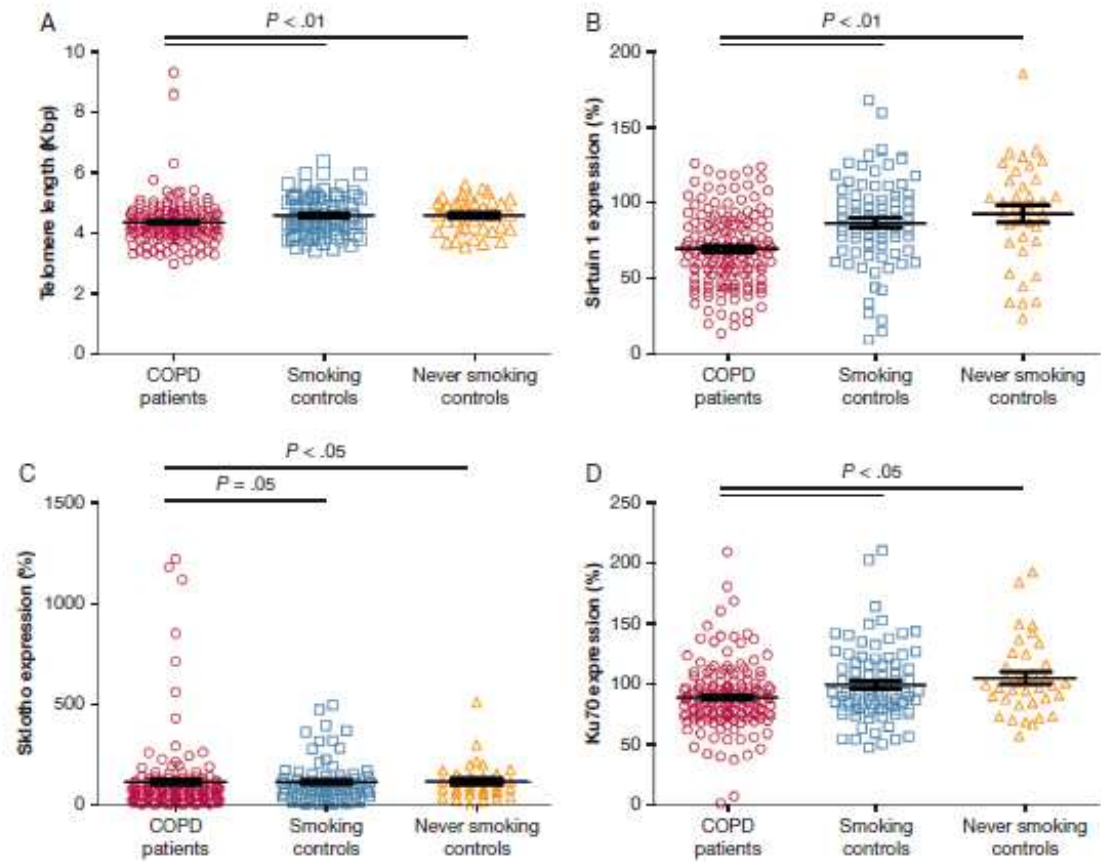 A
P < .01
Telomere length (Kbp)
10
8
6
4
2
0
COPD patients
Smoking controls
Never smoking controls
B
P < .01
Sirtuin 1 expression (%)
200
150
100
50
0
COPD patients
Smoking controls
Never smoking controls
C
P < .05
P = .05
Sklotho expression (%)
1500
1000
500
0
COPD patients
Smoking controls
Never smoking controls
D
P < .05
Ku70 expression (%)
250
200
150
100
50
0
COPD patients
Smoking controls
Never smoking controls